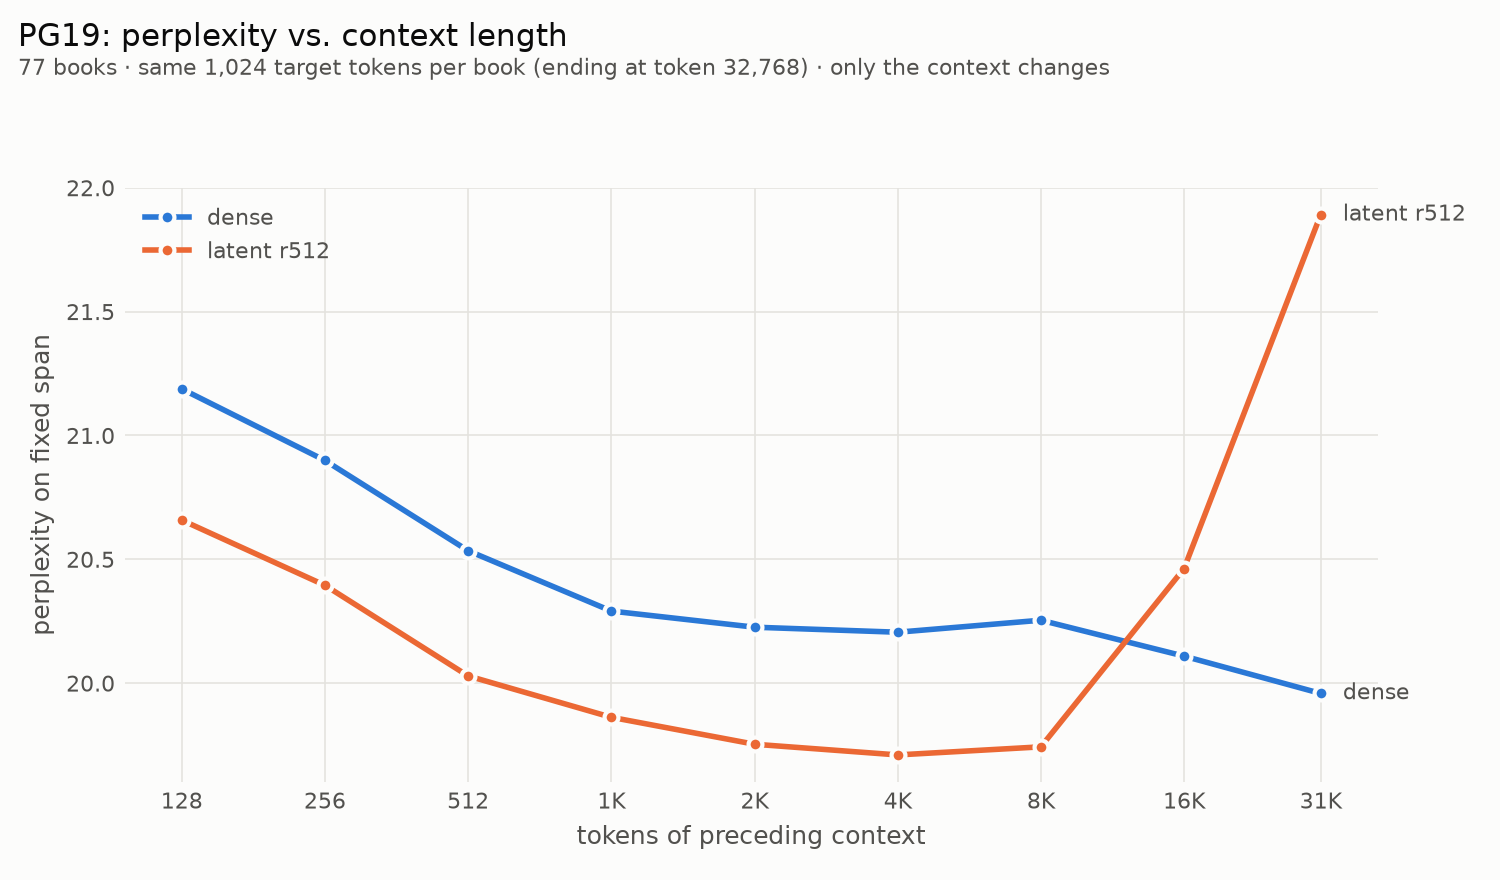 PG19: perplexity vs. context length
77 books · same 1,024 target tokens per book (ending at token 32,768) · only the context changes
22.0
21.5
21.0
20.5
20.0
perplexity on fixed span
dense
latent r512
latent r512
dense
128 256 512 1K 2K 4K 8K 16K 31K
tokens of preceding context